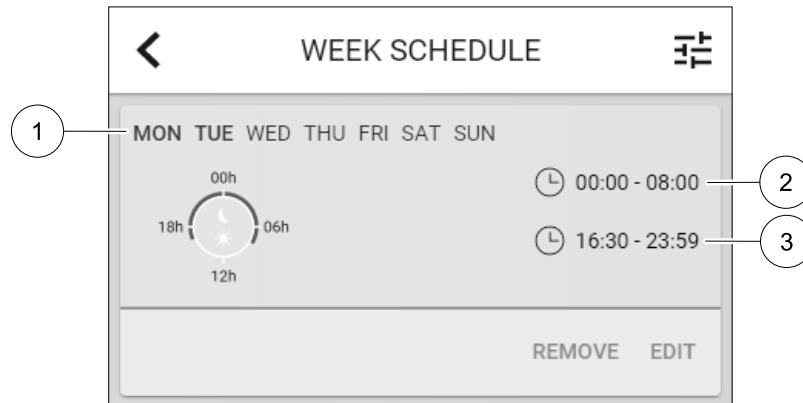 WEEK SCHEDULE
1
MON TUE WED THU FRI SAT SUN
00h
00:00 - 08:00
2
18h
06h
16:30 - 23:59
3
12h
REMOVE EDIT